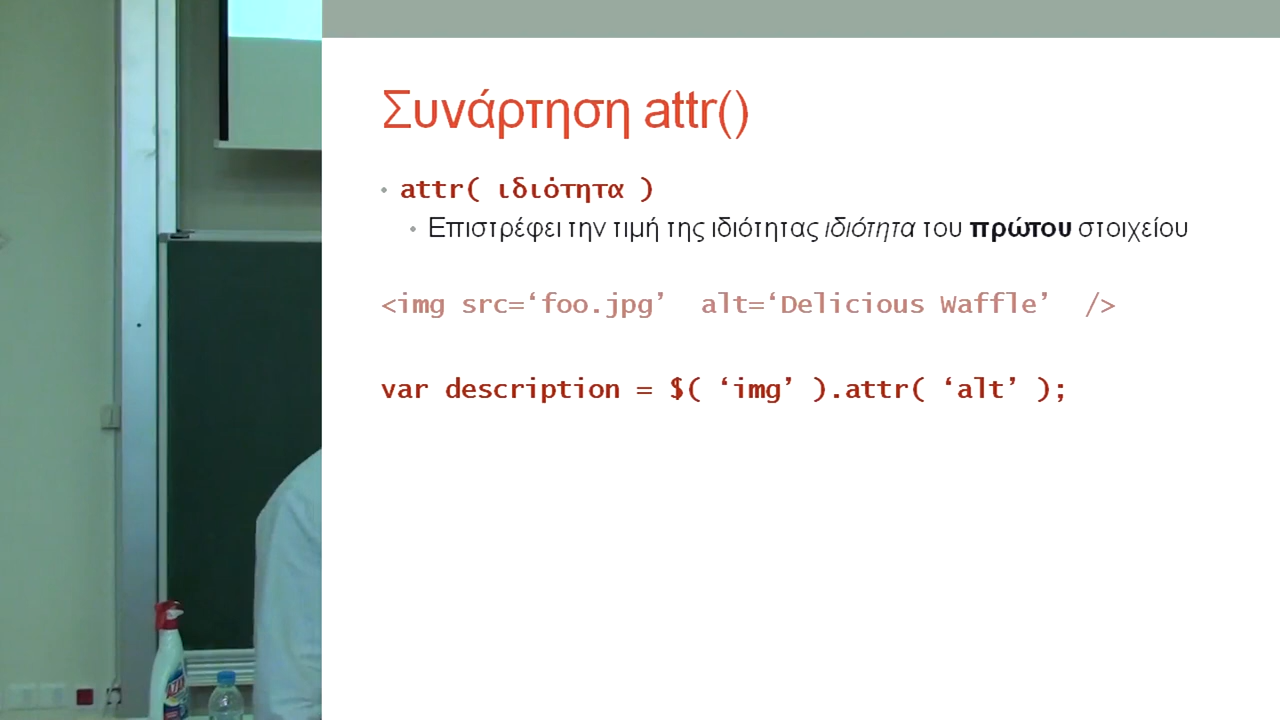 Συνάρτηση attr()
• attr( ιδιότητα )
• Επιστρέφει την τιμή της ιδιότητας ιδιότητα του πρώτου στοιχείου
<img src=‘foo.jpg’ alt=‘Delicious Waffle’ />
var description = $( ‘img’ ).attr( ‘alt’ );